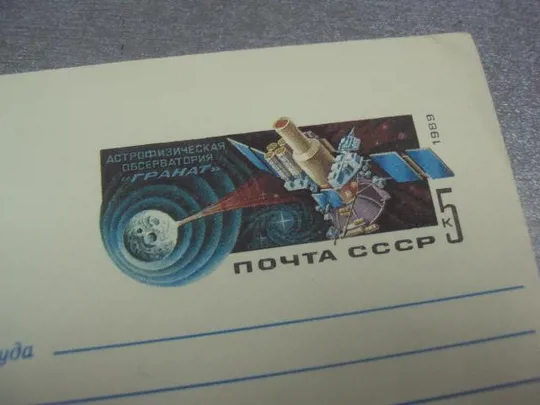 АСТРОФИЗИЧЕСКАЯ
ОБСЕРВАТОРИЯ
"ГРАНАТ"
1989
5
К
ПОЧТА СССР
уда